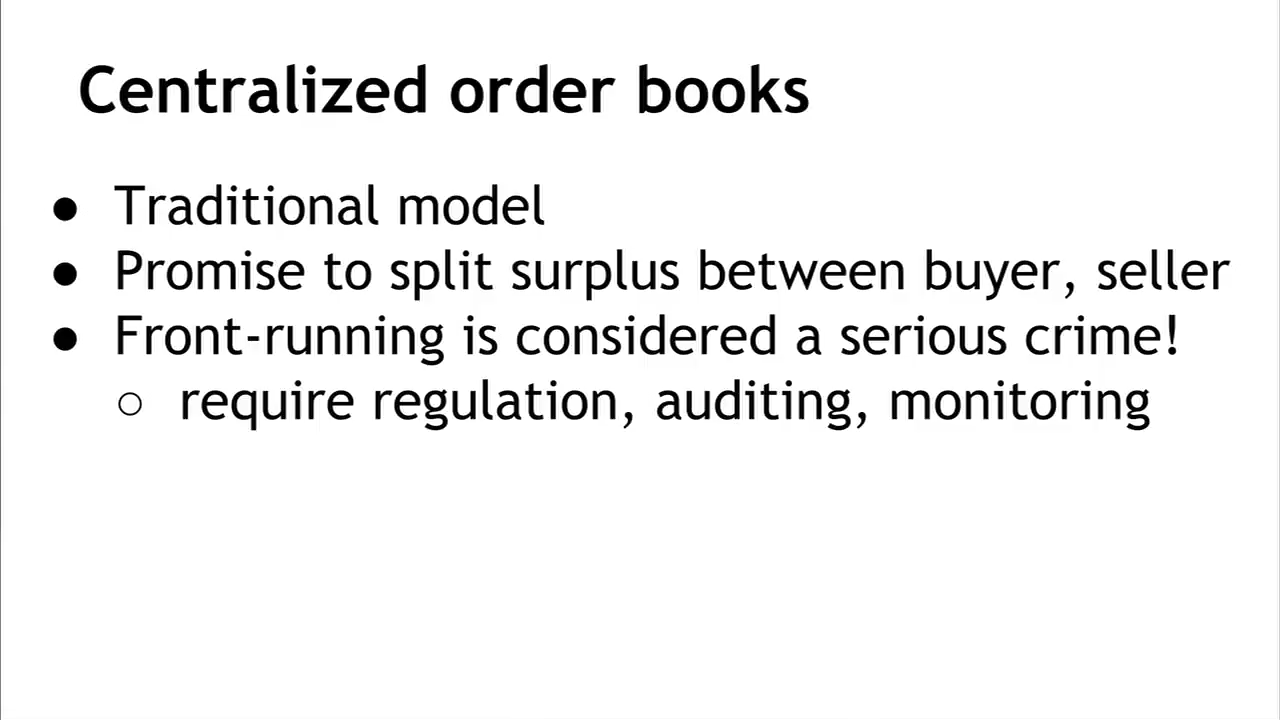 Centralized order books
● Traditional model
● Promise to split surplus between buyer, seller
● Front-running is considered a serious crime!
○ require regulation, auditing, monitoring